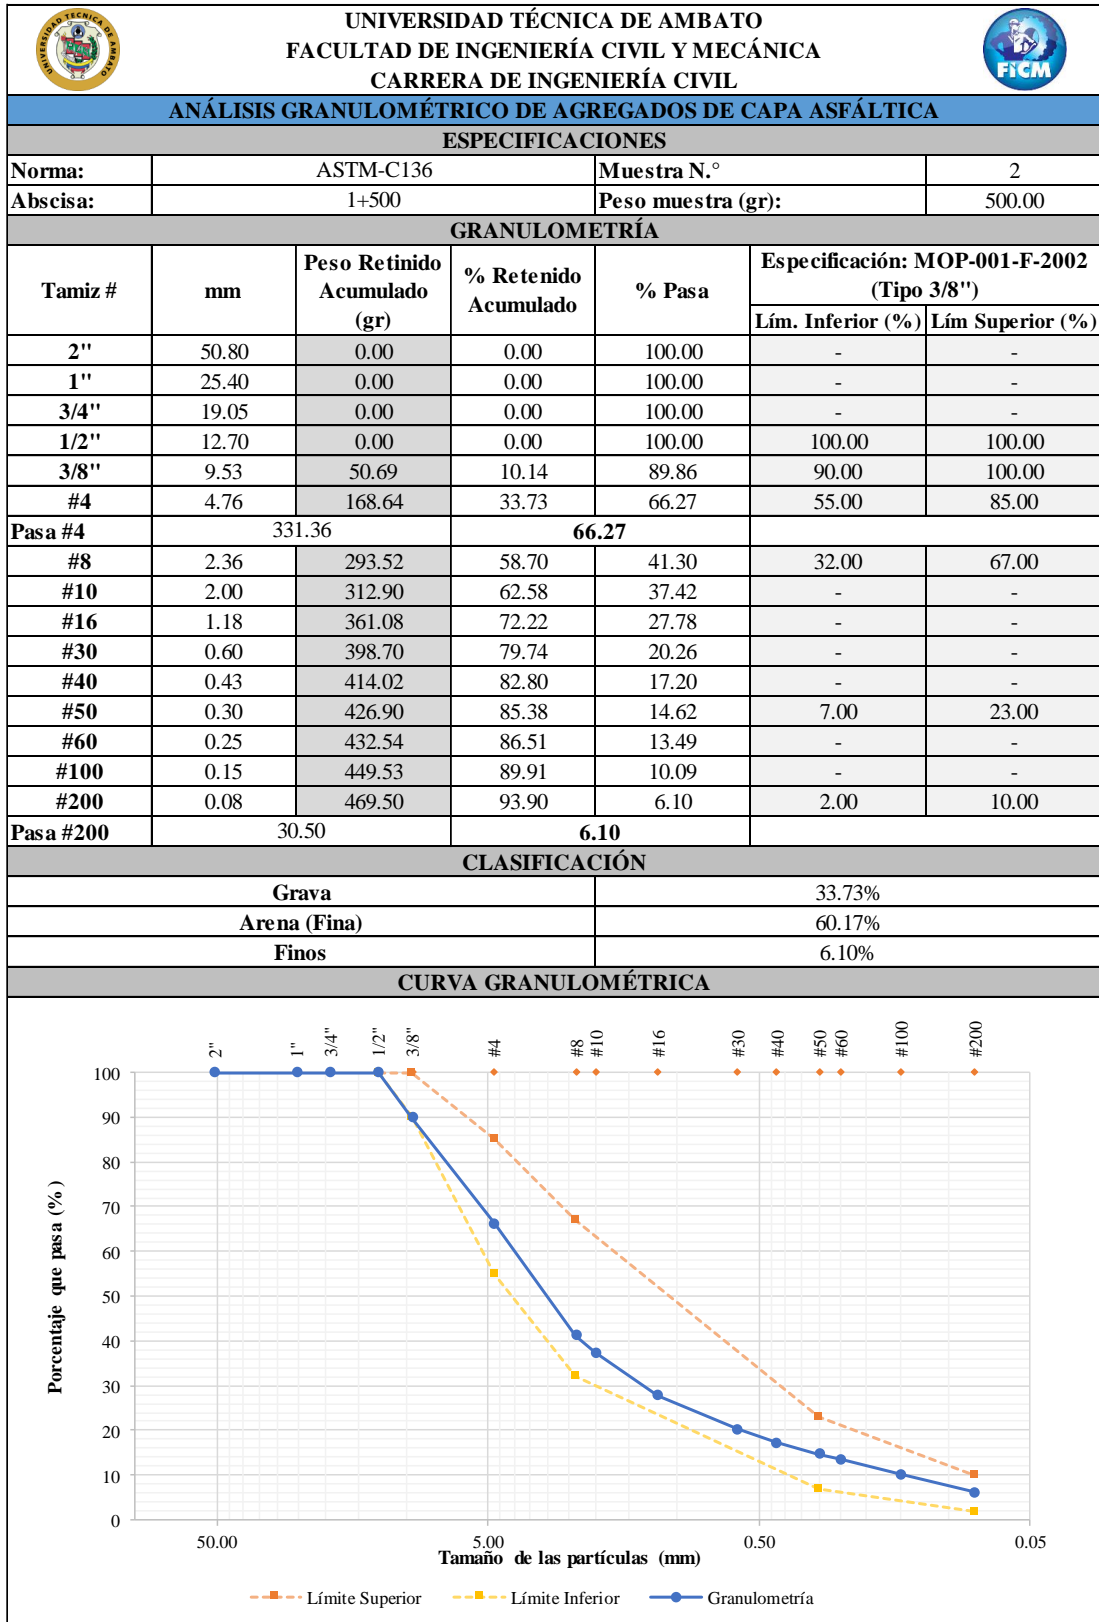 UNIVERSIDAD TÉCNICA DE AMBATO
FACULTAD DE INGENIERÍA CIVIL Y MECÁNICA
CARRERA DE INGENIERÍA CIVIL
UNIVERSIDAD TECNICA DE AMBATO
FICM
ANÁLISIS GRANULOMÉTRICO DE AGREGADOS DE CAPA ASFÁLTICA
ESPECIFICACIONES
Norma: ASTM-C136 Muestra N.° 2
Abscisa: 1+500 Peso muestra (gr): 500.00
GRANULOMETRÍA
Tamiz # mm Peso Retinido Acumulado (gr) % Retenido Acumulado % Pasa Especificación: MOP-001-F-2002 (Tipo 3/8")
Lím. Inferior (%) Lím Superior (%)
2" 50.80 0.00 0.00 100.00 - -
1" 25.40 0.00 0.00 100.00 - -
3/4" 19.05 0.00 0.00 100.00 - -
1/2" 12.70 0.00 0.00 100.00 100.00 100.00
3/8" 9.53 50.69 10.14 89.86 90.00 100.00
#4 4.76 168.64 33.73 66.27 55.00 85.00
Pasa #4 331.36 66.27
#8 2.36 293.52 58.70 41.30 32.00 67.00
#10 2.00 312.90 62.58 37.42 - -
#16 1.18 361.08 72.22 27.78 - -
#30 0.60 398.70 79.74 20.26 - -
#40 0.43 414.02 82.80 17.20 - -
#50 0.30 426.90 85.38 14.62 7.00 23.00
#60 0.25 432.54 86.51 13.49 - -
#100 0.15 449.53 89.91 10.09 - -
#200 0.08 469.50 93.90 6.10 2.00 10.00
Pasa #200 30.50 6.10
CLASIFICACIÓN
Grava 33.73%
Arena (Fina) 60.17%
Finos 6.10%
CURVA GRANULOMÉTRICA
2" 1" 3/4" 1/2" 3/8" #4 #8 #10 #16 #30 #40 #50 #60 #100 #200
100
90
80
70
60
50
40
30
20
10
0
Porcentaje que pasa (%)
50.00 5.00 0.50 0.05
Tamaño de las partículas (mm)
Límite Superior Límite Inferior Granulometría